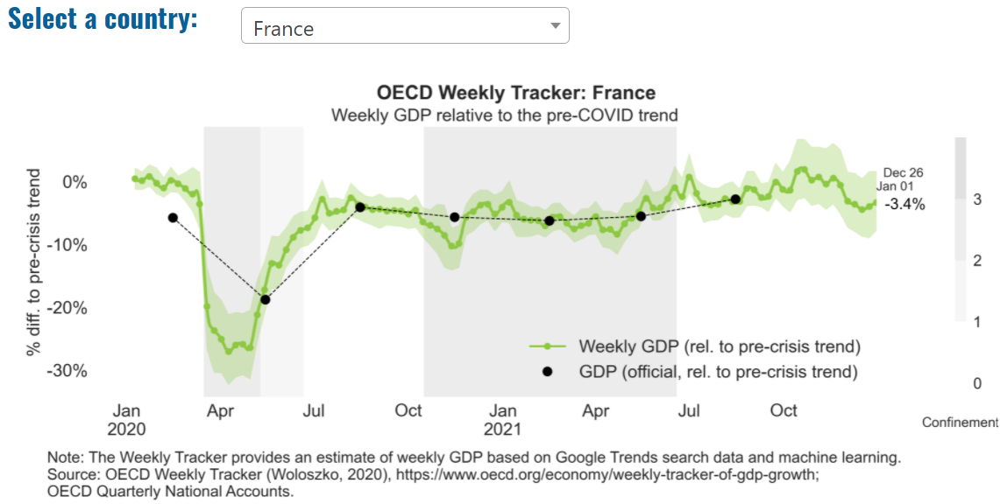 Select a country:
France
OECD Weekly Tracker: France
Weekly GDP relative to the pre-COVID trend
% diff. to pre-crisis trend
0%
-10%
-20%
-30%
Dec 26
Jan 01
-3.4%
3
2
1
0
Confinement
Weekly GDP (rel. to pre-crisis trend)
GDP (official, rel. to pre-crisis trend)
Jan Apr Jul Oct Jan Apr Jul Oct
2020 2021
Note: The Weekly Tracker provides an estimate of weekly GDP based on Google Trends search data and machine learning.
Source: OECD Weekly Tracker (Woloszko, 2020), https://www.oecd.org/economy/weekly-tracker-of-gdp-growth;
OECD Quarterly National Accounts.